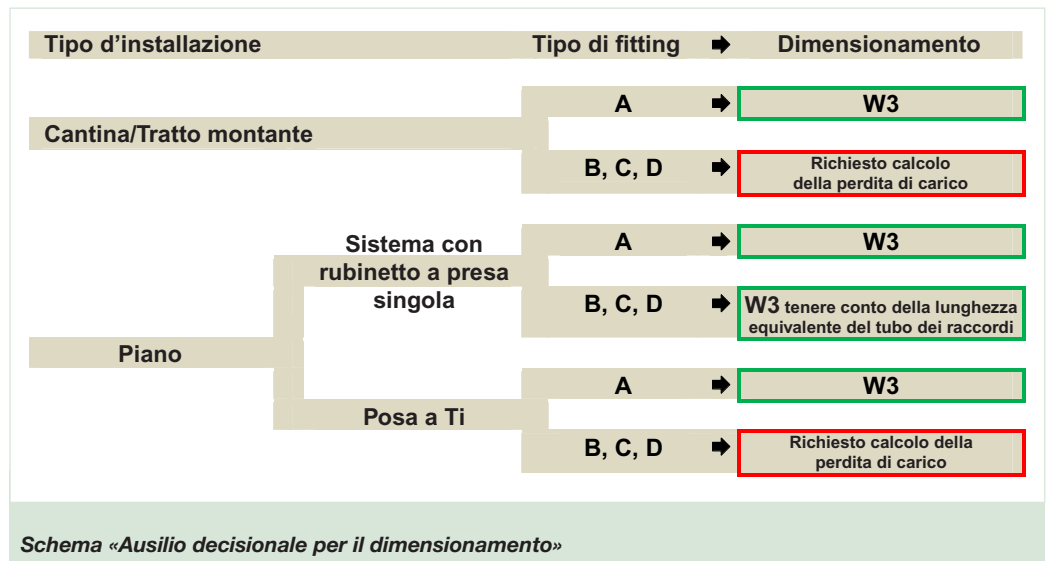 Tipo d’installazione Tipo di fitting ➡ Dimensionamento
A ➡ W3
Cantina/Tratto montante
B, C, D ➡ Richiesto calcolo
della perdita di carico
Sistema con
rubinetto a presa
singola
A ➡ W3
B, C, D ➡ W3 tenere conto della lunghezza
equivalente del tubo dei raccordi
Piano
A ➡ W3
Posa a Ti
B, C, D ➡ Richiesto calcolo della
perdita di carico
Schema «Ausilio decisionale per il dimensionamento»